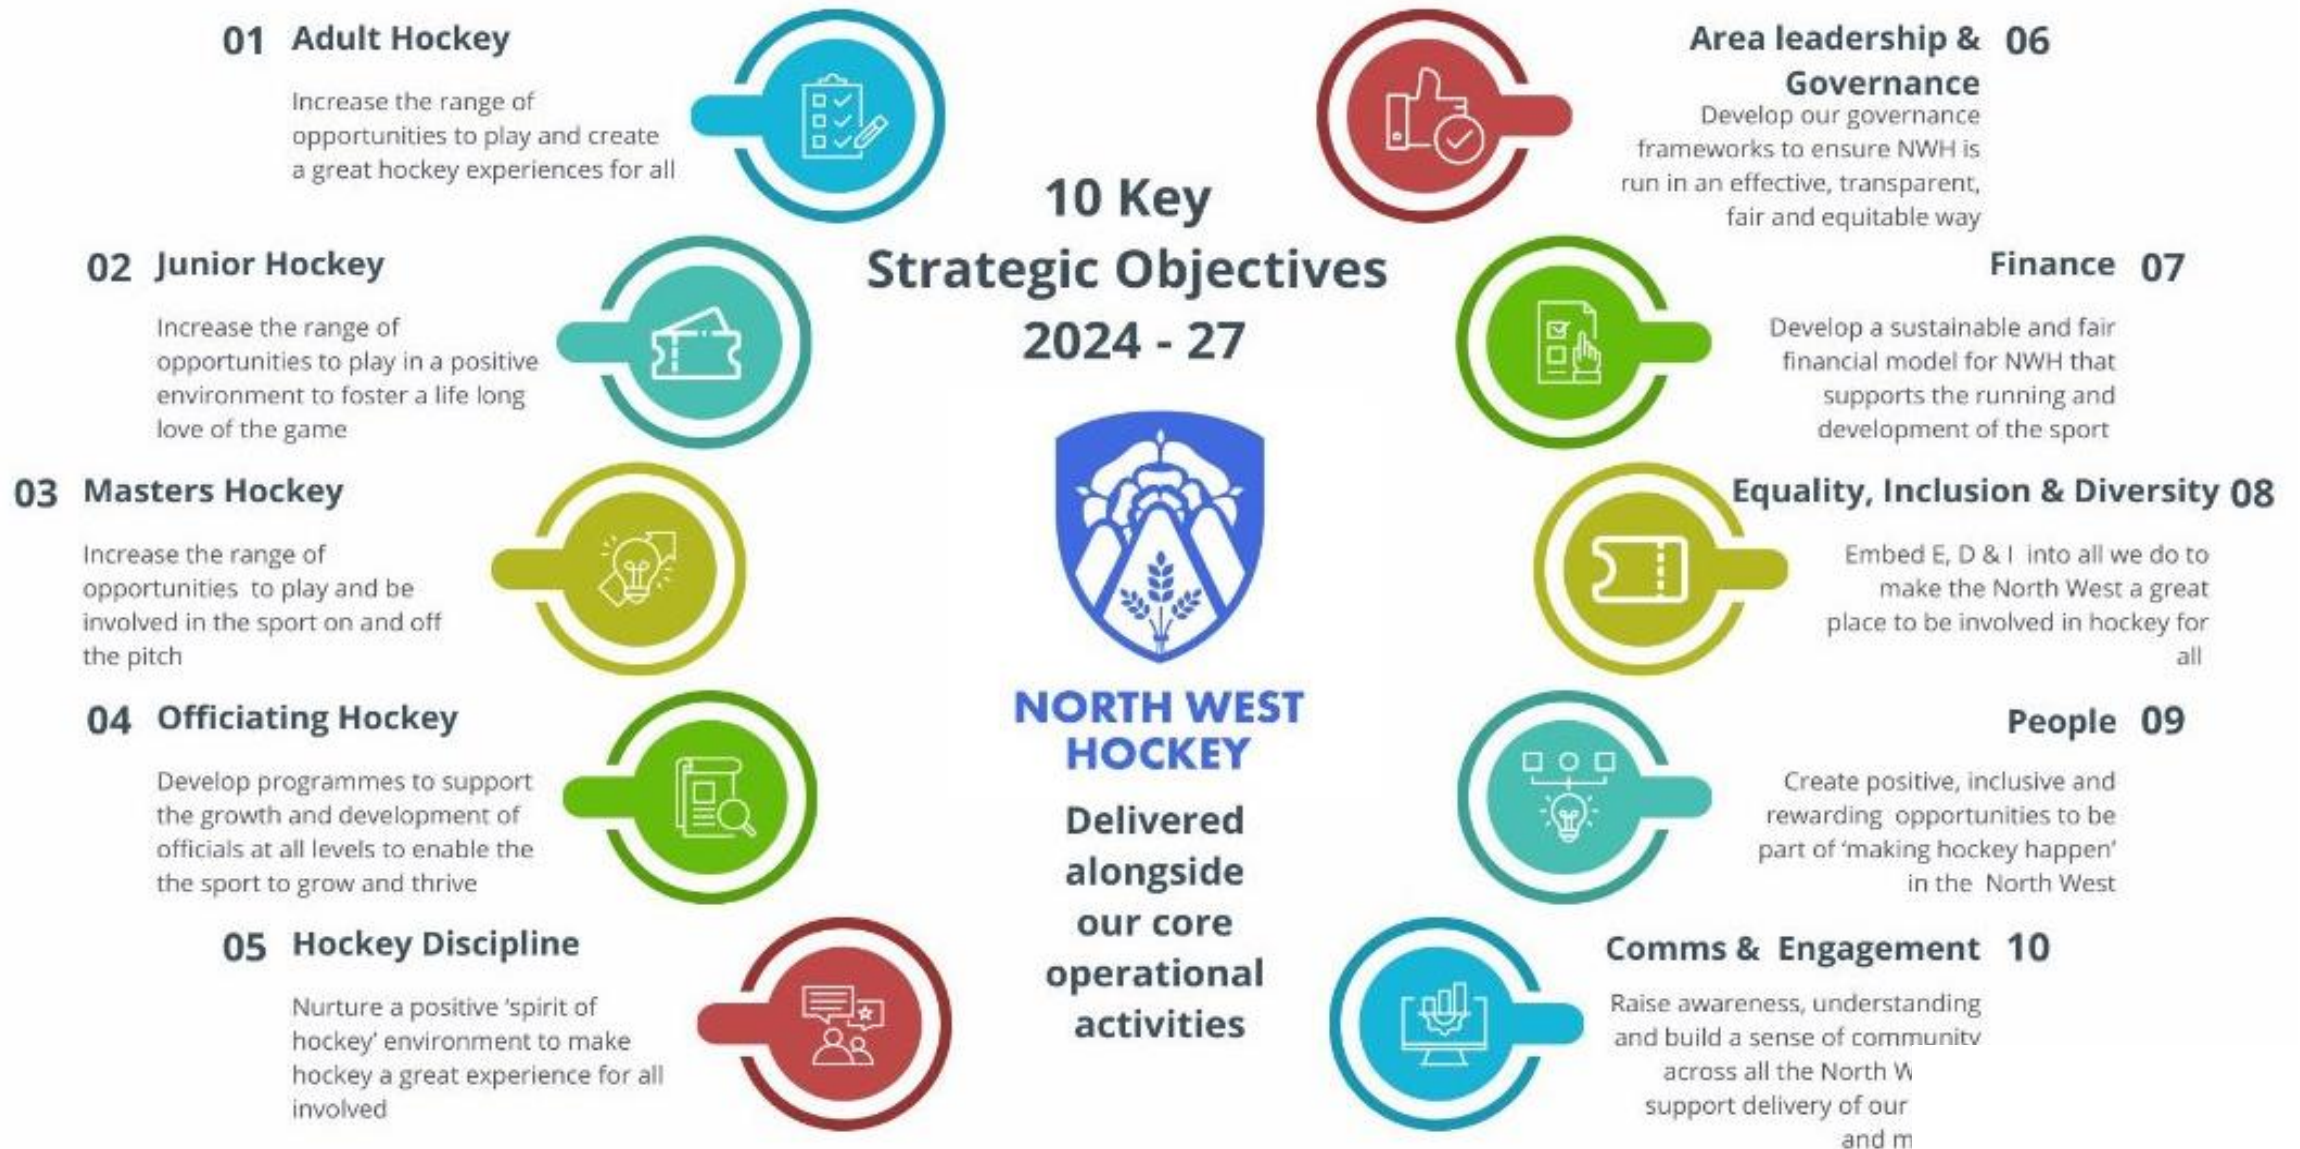 01 Adult Hockey
Increase the range of
opportunities to play and create
a great hockey experiences for all
02 Junior Hockey
Increase the range of
opportunities to play in a positive
environment to foster a life long
love of the game
03 Masters Hockey
Increase the range of
opportunities to play and be
involved in the sport on and off
the pitch
04 Officiating Hockey
Develop programmes to support
the growth and development of
officials at all levels to enable the
the sport to grow and thrive
05 Hockey Discipline
Nurture a positive ‘spirit of
hockey’ environment to make
hockey a great experience for all
involved
10 Key
Strategic Objectives
2024 - 27
NORTH WEST
HOCKEY
Delivered
alongside
our core
operational
activities
Area leadership & 06
Governance
Develop our governance
frameworks to ensure NWH is
run in an effective, transparent,
fair and equitable way
Finance 07
Develop a sustainable and fair
financial model for NWH that
supports the running and
development of the sport
Equality, Inclusion & Diversity 08
Embed E, D & I into all we do to
make the North West a great
place to be involved in hockey for
all
People 09
Create positive, inclusive and
rewarding opportunities to be
part of ‘making hockey happen’
in the North West
Comms & Engagement 10
Raise awareness, understanding
and build a sense of community
across all the North
support delivery of our
and